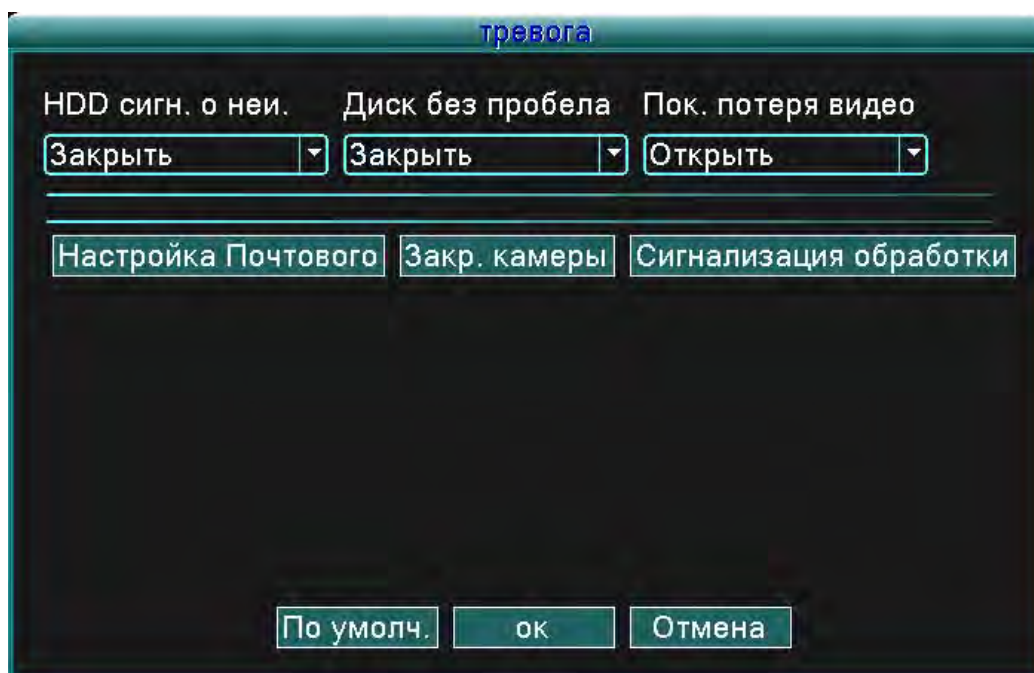 тревога
HDD сигн. о неи. Диск без пробела Пок. потеря видео
Закрыть Закрыть Открыть
Настройка Почтового Закр. камеры Сигнализация обработки
По умолч. ок Отмена